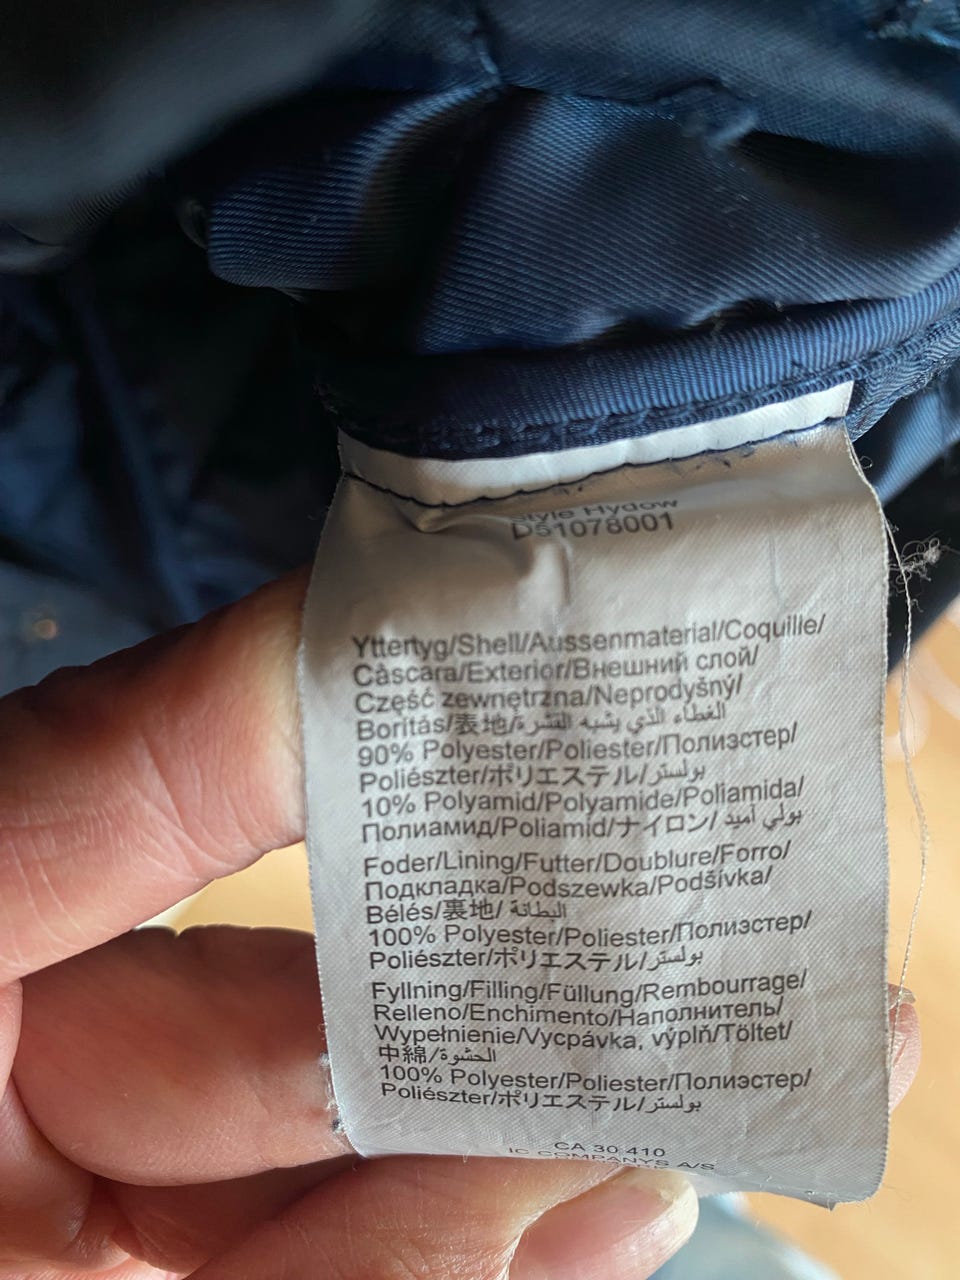 Style Hydow
D51078001
Yttertyg/Shell/Aussenmaterial/Coquille/
Càscara/Exterior/Внешний слой/
Część zewnętrzna/Neprodyšný/
Borítás/表地/الغطاء الذي يشبه القشرة/
90% Polyester/Poliester/Полиэстер/
Poliészter/ポリエステル/بولستر
10% Polyamid/Polyamide/Poliamida/
Полиамид/Poliamid/ナイロン/بولي أميد
Foder/Lining/Futter/Doublure/Forro/
Подкладка/Podszewka/Podšívka/
Bélés/裏地/البطانة
100% Polyester/Poliester/Полиэстер/
Poliészter/ポリエステル/بولستر
Fyllning/Filling/Füllung/Rembourrage/
Relleno/Enchimento/Наполнитель/
Wypełnienie/Vycpávka, výplň/Töltet/
中綿/الحشوة
100% Polyester/Poliester/Полиэстер/
Poliészter/ポリエステル/بولستر
CA 30 410
IC COMPANYS A/S